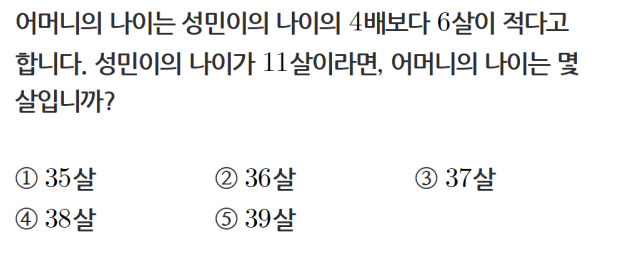 어머니의 나이는 성민이의 나이의 4배보다 6살이 적다고
합니다. 성민이의 나이가 11살이라면, 어머니의 나이는 몇
살입니까?
① 35살 ② 36살 ③ 37살
④ 38살 ⑤ 39살